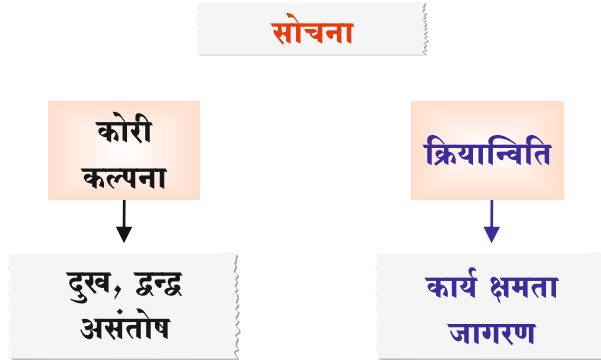 सोचना
कोरी
कल्पना
क्रियान्विति
दुख, द्वन्द्व
असंतोष
कार्य क्षमता
जागरण